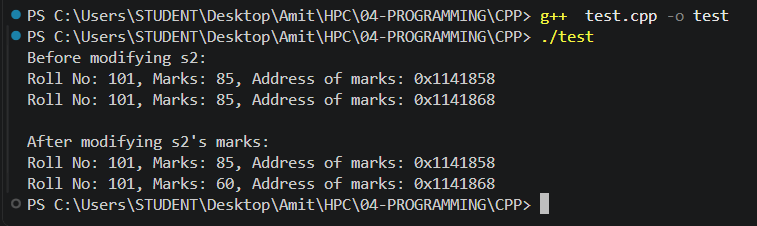 PS C:\Users\STUDENT\Desktop\Amit\HPC\04-PROGRAMMING\CPP> g++  test.cpp -o test
PS C:\Users\STUDENT\Desktop\Amit\HPC\04-PROGRAMMING\CPP> ./test
Before modifying s2:
Roll No: 101, Marks: 85, Address of marks: 0x1141858
Roll No: 101, Marks: 85, Address of marks: 0x1141868
After modifying s2's marks:
Roll No: 101, Marks: 85, Address of marks: 0x1141858
Roll No: 101, Marks: 60, Address of marks: 0x1141868
PS C:\Users\STUDENT\Desktop\Amit\HPC\04-PROGRAMMING\CPP>